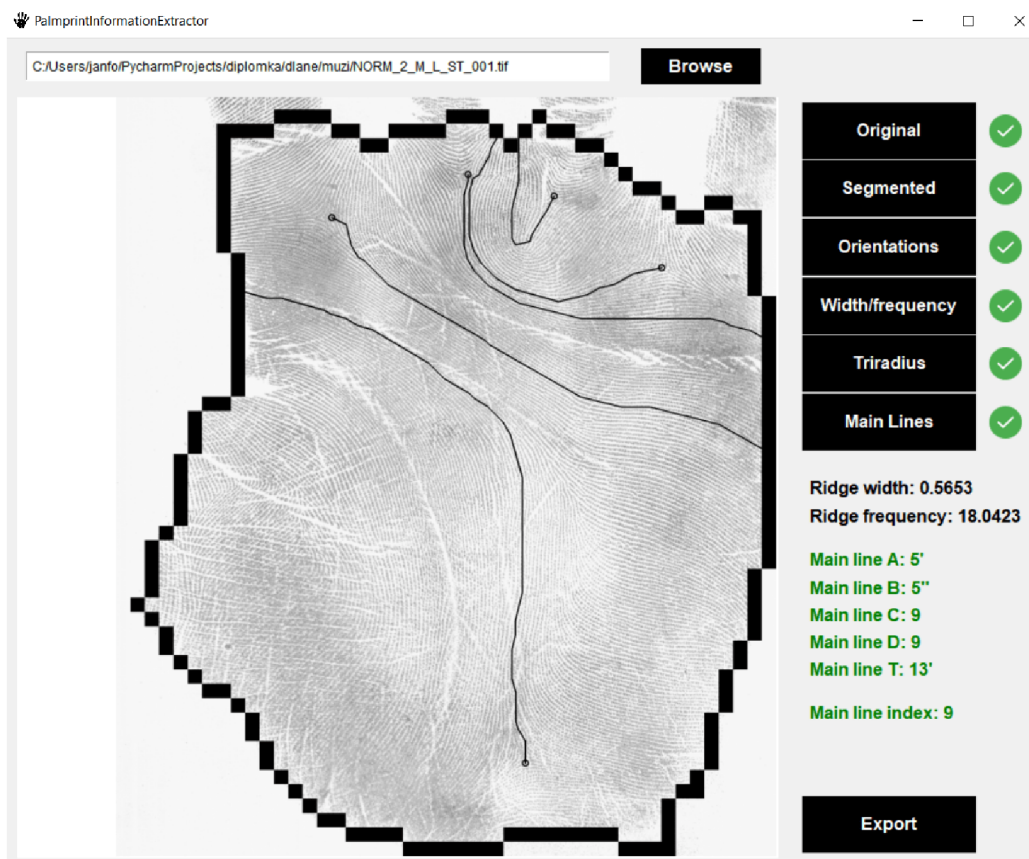 PalmprintInformationExtractor
C:/Users/janfo/PycharmProjects/diplomka/dlane/muzi/NORM_2_M_L_ST_001.tif
Browse
Original
Segmented
Orientations
Width/frequency
Triradius
Main Lines
Ridge width: 0.5653
Ridge frequency: 18.0423
Main line A: 5'
Main line B: 5"
Main line C: 9
Main line D: 9
Main line T: 13'
Main line index: 9
Export